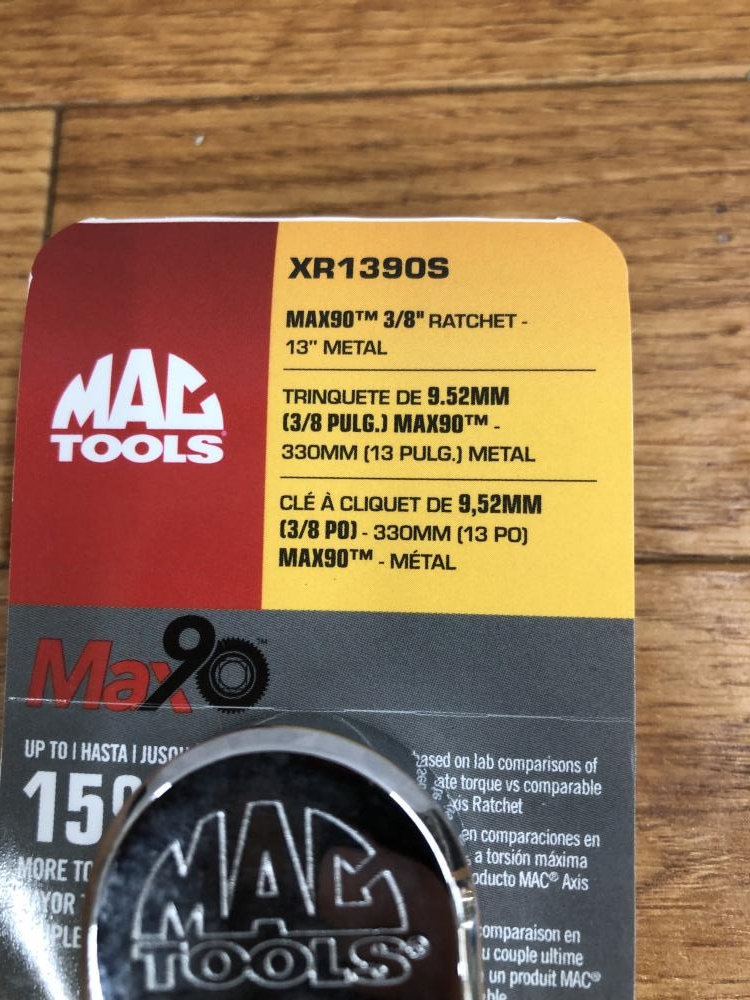 XR1390S
MAX90™ 3/8" RATCHET -
13" METAL
TRINQUETE DE 9.52MM
(3/8 PULG.) MAX90™ -
330MM (13 PULG.) METAL
CLÉ À CLIQUET DE 9,52MM
(3/8 PO) - 330MM (13 PO)
MAX90™ - MÉTAL
MAC
TOOLS
Max90™
UP TO | HASTA |
MORE
based on lab comparisons of
torque vs comparable
Ratchet
en comparaciones en
a torsión máxima
MAC® Axis
comparaison en
couple ultime
un produit MAC®
MAC
TOOLS®